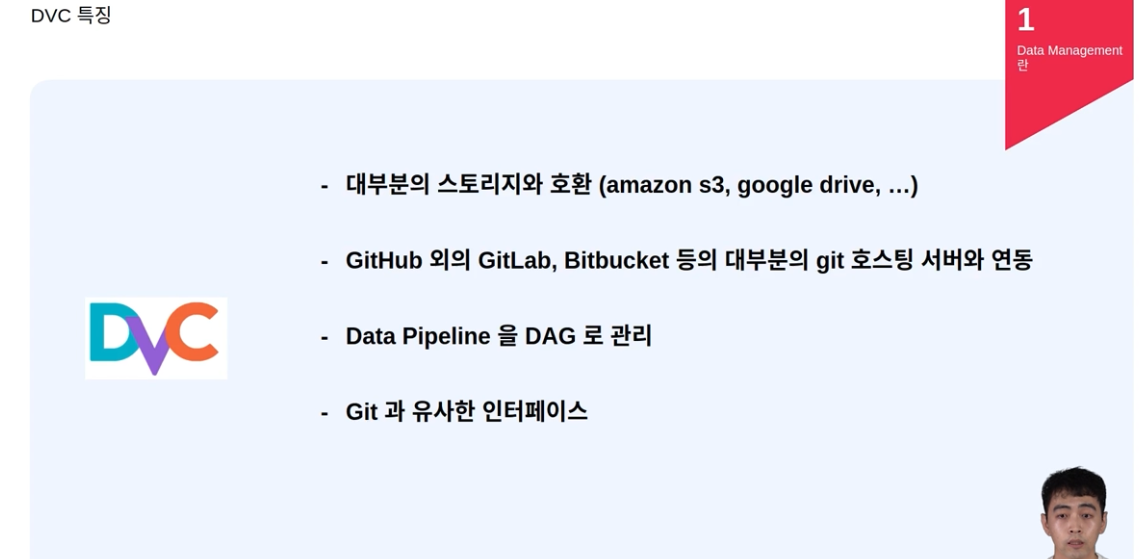 DVC 특징
1
Data Management
란
- 대부분의 스토리지와 호환 (amazon s3, google drive, …)
- GitHub 외의 GitLab, Bitbucket 등의 대부분의 git 호스팅 서버와 연동
DVC
- Data Pipeline 을 DAG 로 관리
- Git 과 유사한 인터페이스